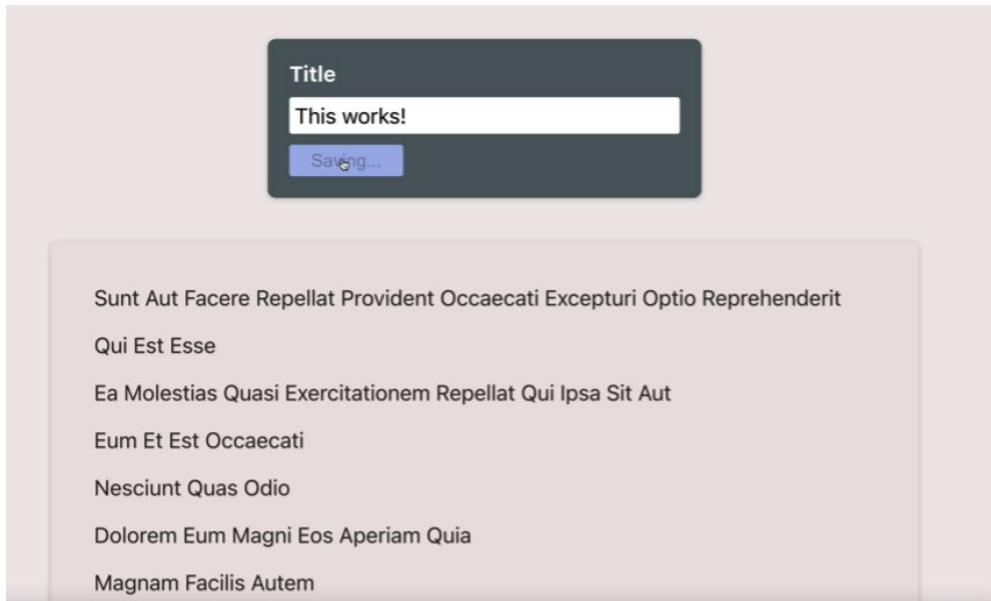 Title
This works!
Saving...
Sunt Aut Facere Repellat Provident Occaecati Excepturi Optio Reprehenderit
Qui Est Esse
Ea Molestias Quasi Exercitationem Repellat Qui Ipsa Sit Aut
Eum Et Est Occaecati
Nesciunt Quas Odio
Dolorem Eum Magni Eos Aperiam Quia
Magnam Facilis Autem